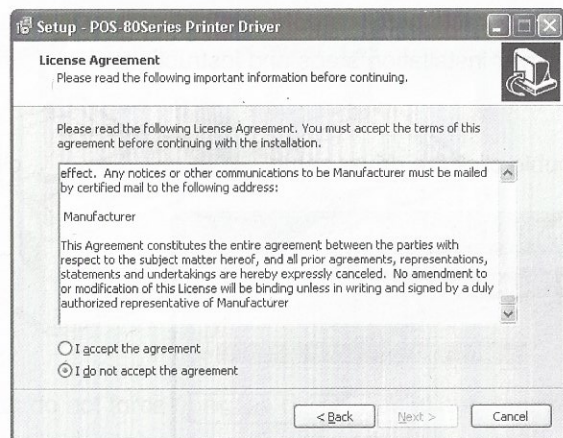 Setup - POS-80Series Printer Driver
License Agreement
Please read the following important information before continuing.
Please read the following License Agreement. You must accept the terms of this
agreement before continuing with the installation.
effect. Any notices or other communications to be Manufacturer must be mailed
by certified mail to the following address:
Manufacturer
This Agreement constitutes the entire agreement between the parties with
respect to the subject matter hereof, and all prior agreements, representations,
statements and undertakings are hereby expressly canceled. No amendment to
or modification of this License will be binding unless in writing and signed by a duly
authorized representative of Manufacturer
I accept the agreement
I do not accept the agreement
< Back Next > Cancel